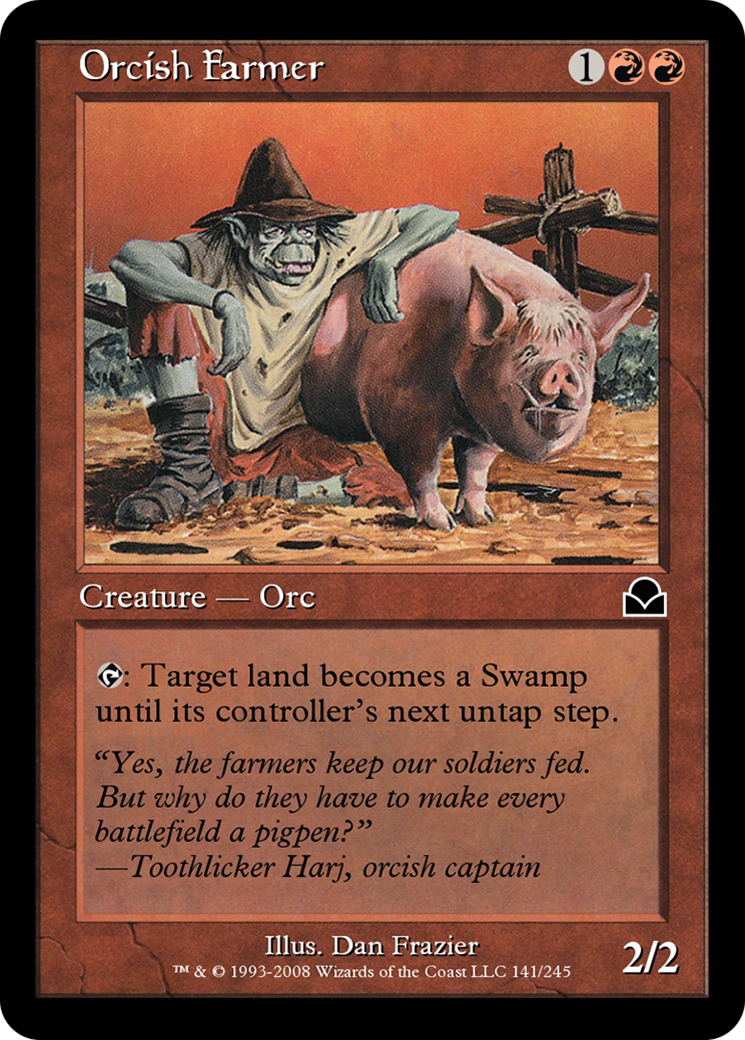 Orcish Farmer 1
Creature — Orc
: Target land becomes a Swamp
until its controller's next untap step.
“Yes, the farmers keep our soldiers fed.
But why do they have to make every
battlefield a pigpen?”
—Toothlicker Harj, orcish captain
Illus. Dan Frazier
™ & © 1993-2008 Wizards of the Coast LLC 141/245
2/2